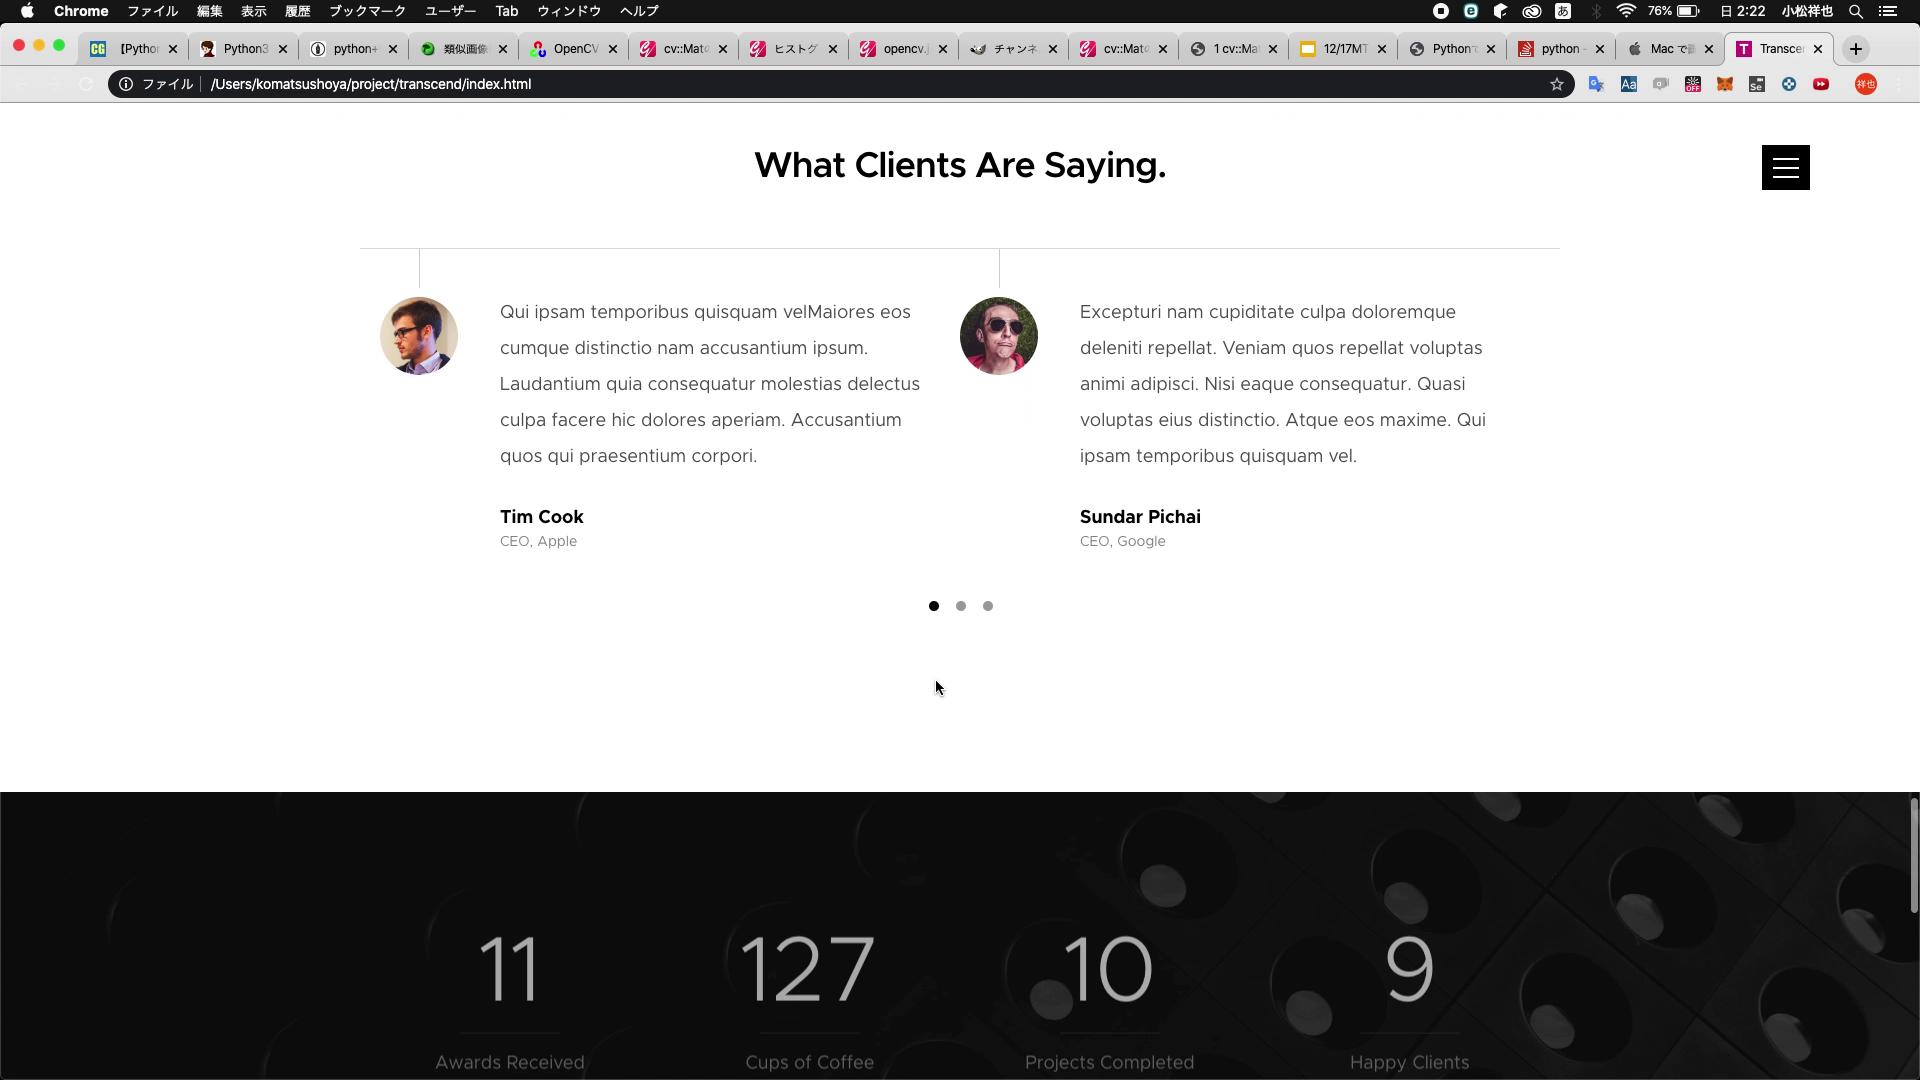 Chrome ファイル 編集 表示 履歴 ブックマーク ユーザー Tab ウィンドウ ヘルプ 76% 日 2:22 小松祥也
【Pytho Python3 python+ 類似画像 OpenCV cv::Mat ヒストグ opencv. チャンネ cv::Mat 1 cv::Ma 12/17MT Python python - Mac で Transce
ファイル /Users/komatsushoya/project/transcend/index.html
What Clients Are Saying.
Qui ipsam temporibus quisquam velMaiores eos
cumque distinctio nam accusantium ipsum.
Laudantium quia consequatur molestias delectus
culpa facere hic dolores aperiam. Accusantium
quos qui praesentium corpori.
Tim Cook
CEO, Apple
Excepturi nam cupiditate culpa doloremque
deleniti repellat. Veniam quos repellat voluptas
animi adipisci. Nisi eaque consequatur. Quasi
voluptas eius distinctio. Atque eos maxime. Qui
ipsam temporibus quisquam vel.
Sundar Pichai
CEO, Google
11 127 10 9
Awards Received Cups of Coffee Projects Completed Happy Clients